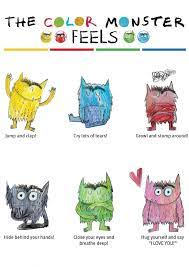 THE COLOR MONSTER
FEELS
Jump and clap!
Cry lots of tears!
Growl and stomp around!
Hide behind your hands!
Close your eyes and
breathe deep!
Hug yourself and say
"I LOVE YOU!"